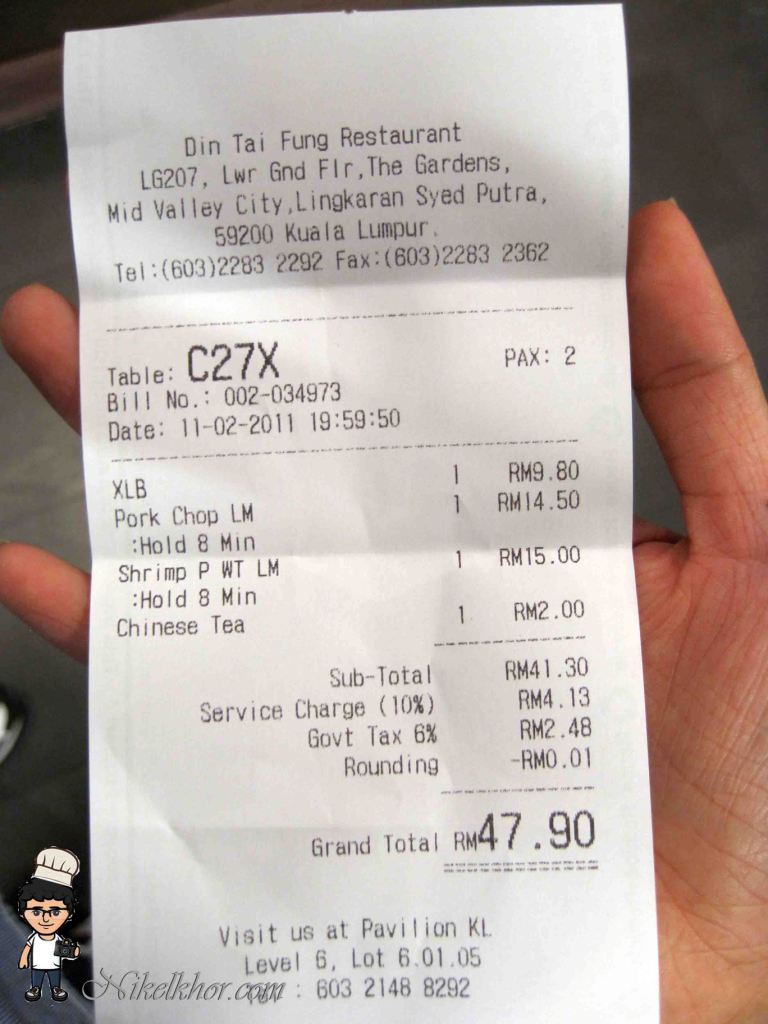 Din Tai Fung Restaurant
LG207, Lwr Gnd Flr,The Gardens,
Mid Valley City,Lingkaran Syed Putra,
59200 Kuala Lumpur.
Tel:(603)2283 2292 Fax:(603)2283 2362
Table: C27X PAX: 2
Bill No.: 002-034973
Date: 11-02-2011 19:59:50
XLB 1 RM9.80
Pork Chop LM 1 RM14.50
:Hold 8 Min
Shrimp P WT LM 1 RM15.00
:Hold 8 Min
Chinese Tea 1 RM2.00
Sub-Total RM41.30
Service Charge (10%) RM4.13
Govt Tax 6% RM2.48
Rounding -RM0.01
Grand Total RM47.90
Visit us at Pavilion KL
Level 6, Lot 6.01.05
: 603 2148 8292
Nikelkhor.com